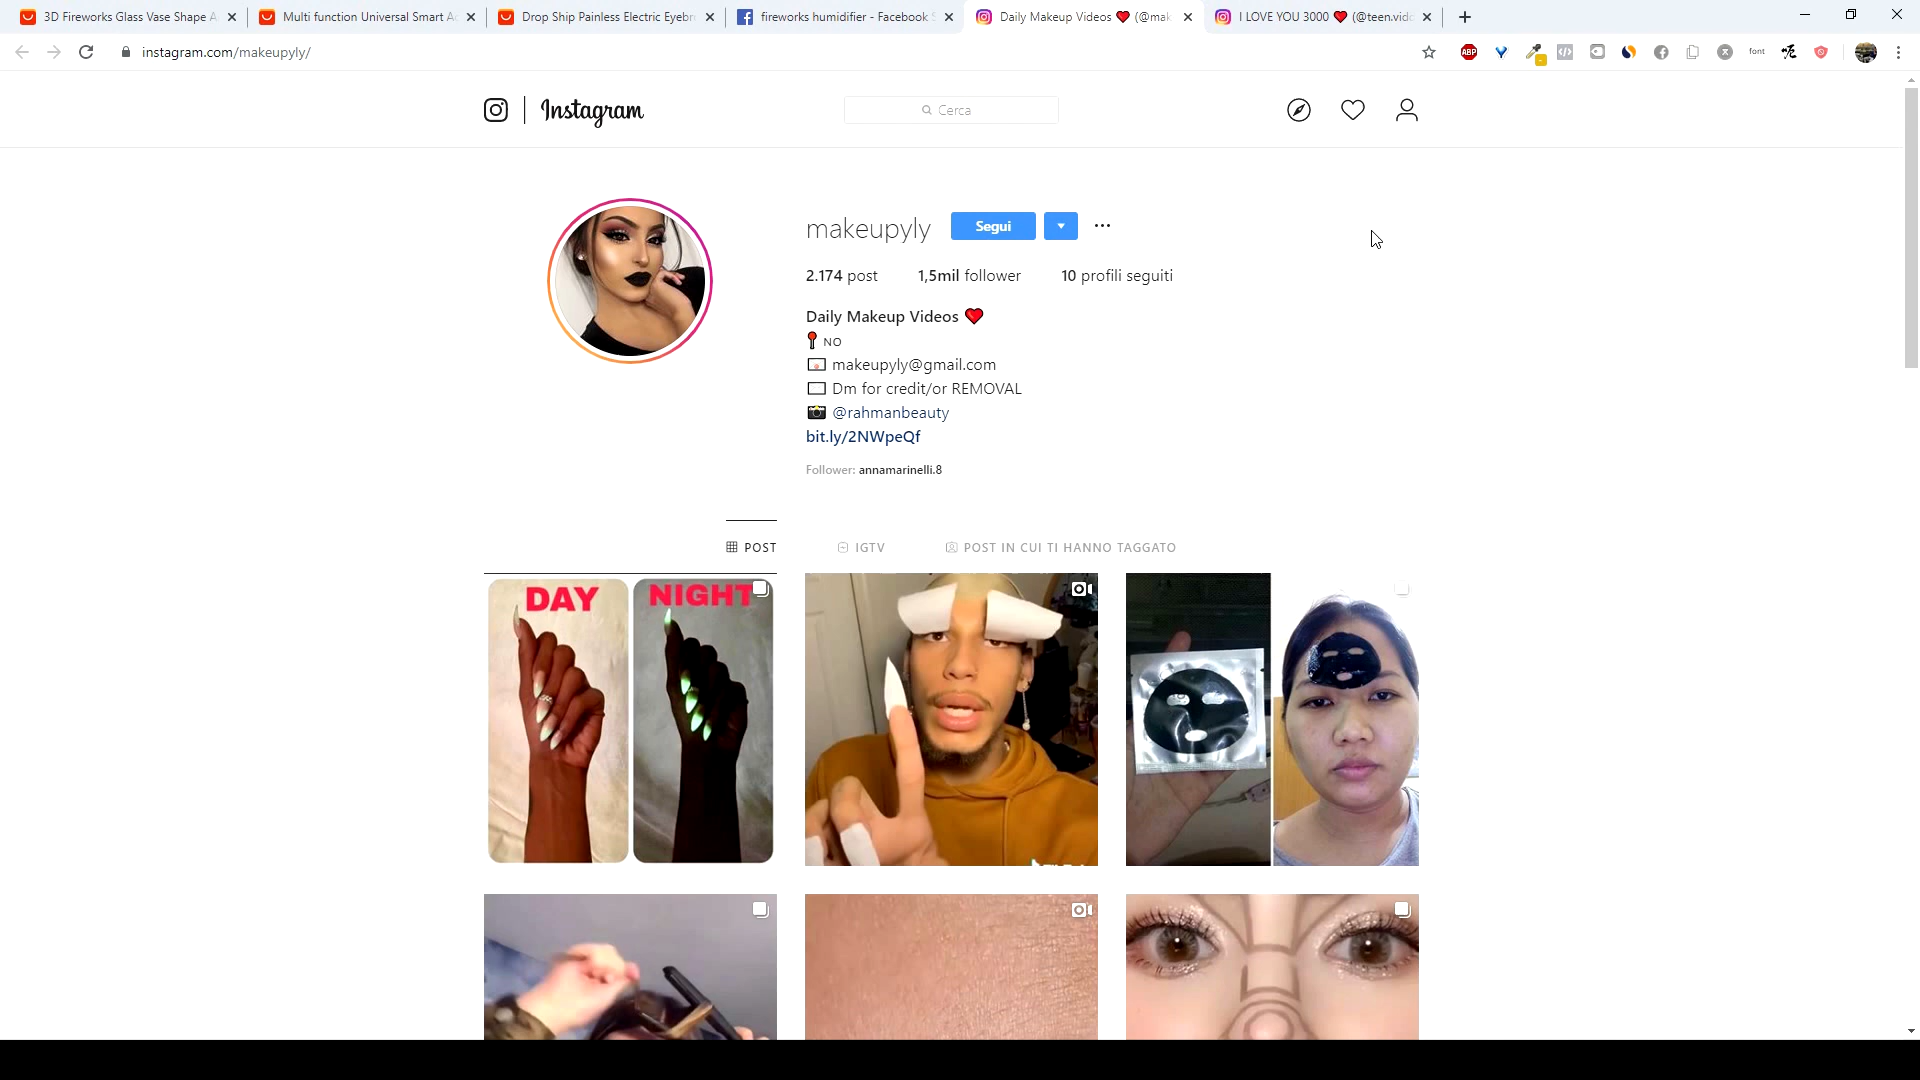 3D Fireworks Glass Vase Shape A
Multi function Universal Smart Ac
Drop Ship Painless Electric Eyebr
fireworks humidifier - Facebook S
Daily Makeup Videos ❤ (@mak
I LOVE YOU 3000 ❤ (@teen.vid
instagram.com/makeupyly/
ABP
font
Instagram
Cerca
makeupyly
Segui
2.174 post
1,5mil follower
10 profili seguiti
Daily Makeup Videos ❤
📍 NO
💌 makeupyly@gmail.com
Dm for credit/or REMOVAL
📸 @rahmanbeauty
bit.ly/2NWpeQf
Follower: annamarinelli.8
POST
IGTV
POST IN CUI TI HANNO TAGGATO
DAY
NIGHT